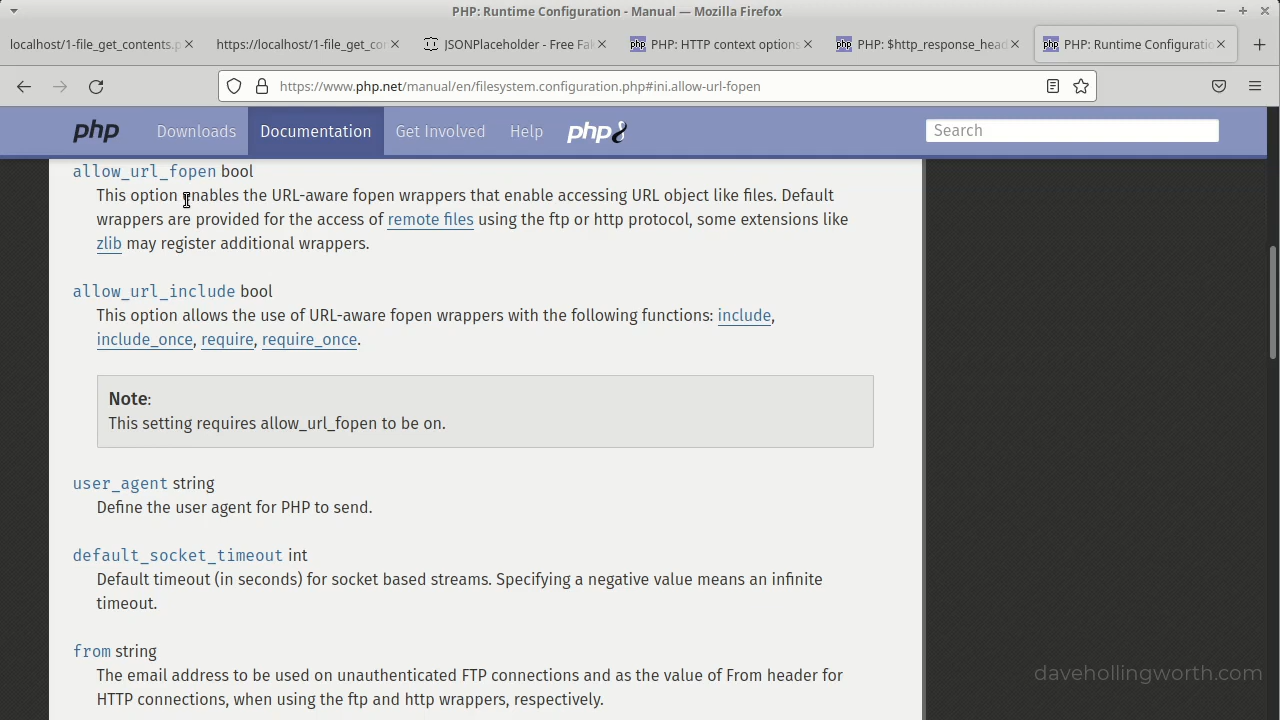 PHP: Runtime Configuration - Manual — Mozilla Firefox
localhost/1-file_get_contents.p
https://localhost/1-file_get_co
JSONPlaceholder - Free Fa
php PHP: HTTP context options
php PHP: $http_response_head
php PHP: Runtime Configuratio
https://www.php.net/manual/en/filesystem.configuration.php#ini.allow-url-fopen
php Downloads Documentation Get Involved Help php8 Search
allow_url_fopen bool
This option enables the URL-aware fopen wrappers that enable accessing URL object like files. Default
wrappers are provided for the access of remote files using the ftp or http protocol, some extensions like
zlib may register additional wrappers.
allow_url_include bool
This option allows the use of URL-aware fopen wrappers with the following functions: include,
include_once, require, require_once.
Note:
This setting requires allow_url_fopen to be on.
user_agent string
Define the user agent for PHP to send.
default_socket_timeout int
Default timeout (in seconds) for socket based streams. Specifying a negative value means an infinite
timeout.
from string
The email address to be used on unauthenticated FTP connections and as the value of From header for
HTTP connections, when using the ftp and http wrappers, respectively.
davehollingworth.com